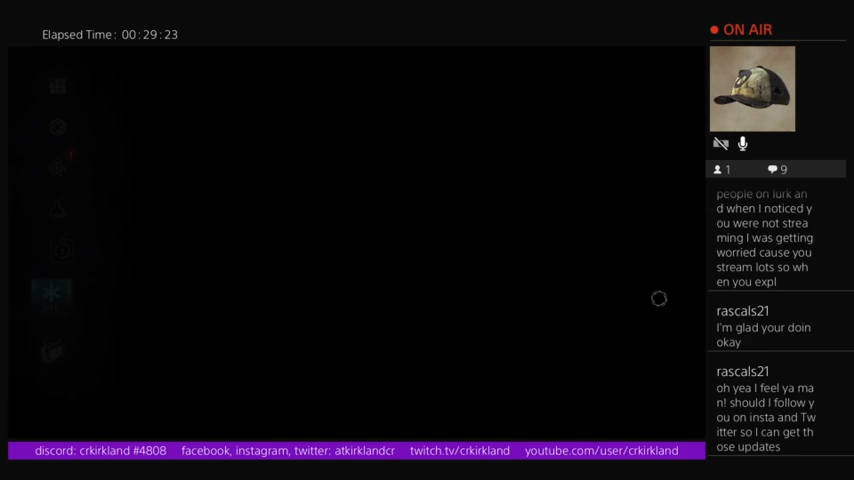 Elapsed Time: 00:29:23
ON AIR
1
9
people on lurk an
d when I noticed y
ou were not strea
ming I was getting
worried cause you
stream lots so wh
en you expl
rascals21
I'm glad your doin
okay
rascals21
oh yea I feel ya ma
n! should I follow y
ou on insta and Tw
itter so I can get th
ose updates
discord: crkirkland #4808 facebook, instagram, twitter: atkirklandcr twitch.tv/crkirkland youtube.com/user/crkirkland